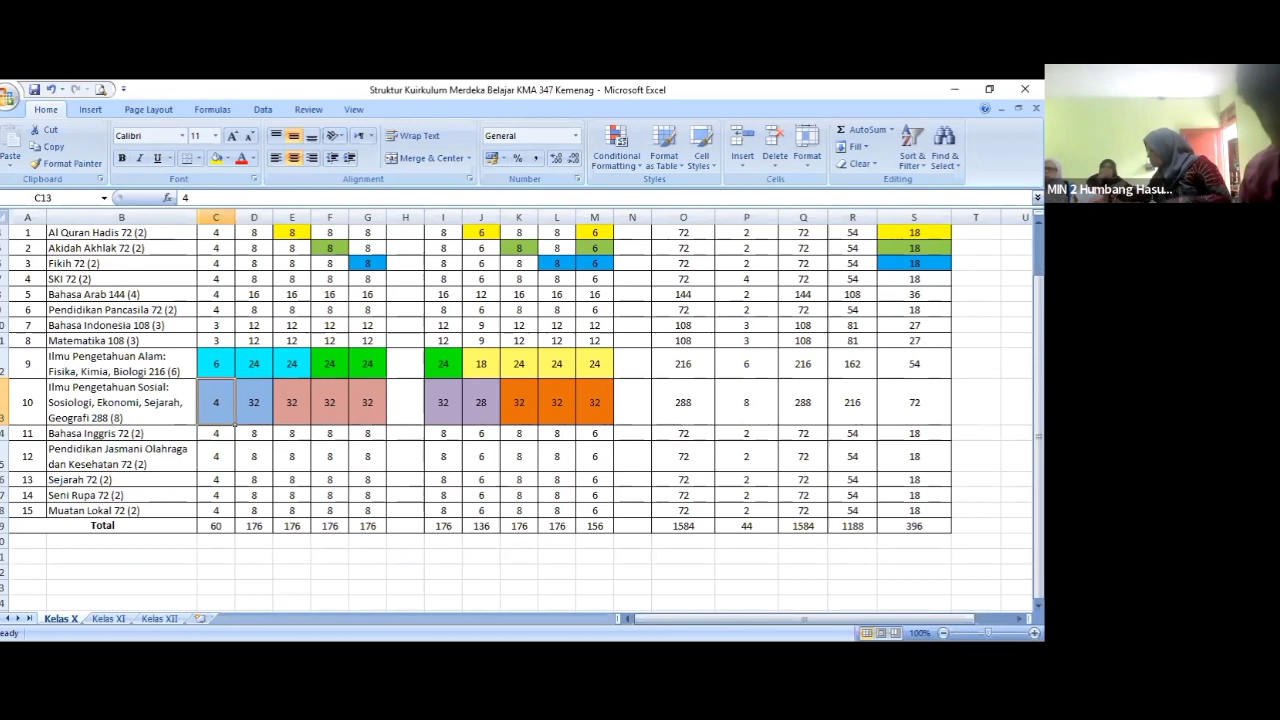 Struktur Kuirkulum Merdeka Belajar KMA 347 Kemenag - Microsoft Excel
Home Insert Page Layout Formulas Data Review View
Cut
Copy
Format Painter
Paste
Clipboard
Calibri 11
Font
Wrap Text
Merge & Center
Alignment
General
Number
Conditional Formatting
Format as Table
Cell Styles
Styles
Insert Delete Format
Cells
AutoSum
Fill
Clear
Sort & Filter
Find & Select
Editing
C13 fx 4
A B C D E F G H I J K L M N O P Q R S T U
1 Al Quran Hadis 72 (2) 4 8 8 8 8 8 6 8 8 6 72 2 72 54 18
2 Akidah Akhlak 72 (2) 4 8 8 8 8 8 6 8 8 6 72 2 72 54 18
3 Fikih 72 (2) 4 8 8 8 8 8 6 8 8 6 72 2 72 54 18
4 SKI 72 (2) 4 8 8 8 8 8 6 8 8 6 72 4 72 54 18
5 Bahasa Arab 144 (4) 4 16 16 16 16 16 12 16 16 16 144 2 144 108 36
6 Pendidikan Pancasila 72 (2) 4 8 8 8 8 8 6 8 8 6 72 2 72 54 18
7 Bahasa Indonesia 108 (3) 3 12 12 12 12 12 9 12 12 12 108 3 108 81 27
8 Matematika 108 (3) 3 12 12 12 12 12 9 12 12 12 108 3 108 81 27
9 Ilmu Pengetahuan Alam:
Fisika, Kimia, Biologi 216 (6) 6 24 24 24 24 24 18 24 24 24 216 6 216 162 54
10 Ilmu Pengetahuan Sosial:
Sosiologi, Ekonomi, Sejarah,
Geografi 288 (8) 4 32 32 32 32 32 28 32 32 32 288 8 288 216 72
11 Bahasa Inggris 72 (2) 4 8 8 8 8 8 6 8 8 6 72 2 72 54 18
12 Pendidikan Jasmani Olahraga
dan Kesehatan 72 (2) 4 8 8 8 8 8 6 8 8 6 72 2 72 54 18
13 Sejarah 72 (2) 4 8 8 8 8 8 6 8 8 6 72 2 72 54 18
14 Seni Rupa 72 (2) 4 8 8 8 8 8 6 8 8 6 72 2 72 54 18
15 Muatan Lokal 72 (2) 4 8 8 8 8 8 6 8 8 6 72 2 72 54 18
Total 60 176 176 176 176 176 136 176 176 156 1584 44 1584 1188 396
Kelas X Kelas XI Kelas XII
100%
MIN 2 Humbang Hasu...